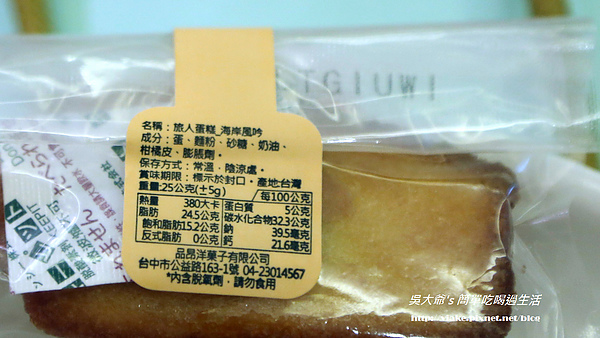 TGIUWI
名稱：旅人蛋糕_海岸風吟
成分：蛋、麵粉、砂糖、奶油、
柑橘皮、膨脹劑。
保存方式：常溫，陰涼處。
賞味期限：標示於封口。產地:台灣
重量:25公克(±5g) 每100公克
熱量 380大卡 蛋白質 5公克
脂肪 24.5公克 碳水化合物32.3公克
飽和脂肪15.2公克 鈉 39.5毫克
反式脂肪 0公克 鈣 21.6毫克
品昂洋菓子有限公司
台中市公益路163-1號 04-23014567
*內含脫氧劑，請勿食用
吳大爺's 簡單吃喝過生活